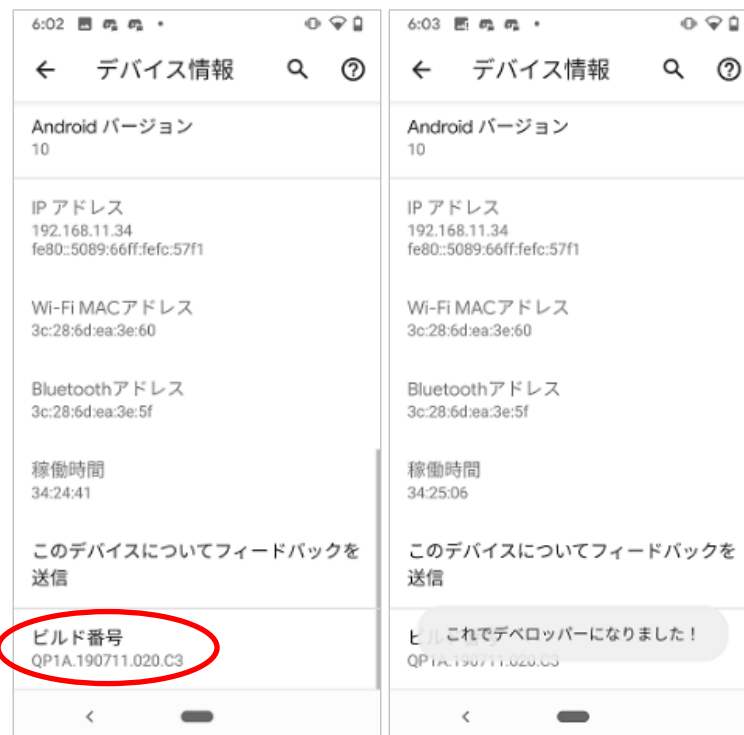 6:02
デバイス情報
Android バージョン
10
IP アドレス
192.168.11.34
fe80::5089:66ff:fefc:57f1
Wi-Fi MACアドレス
3c:28:6d:ea:3e:60
Bluetoothアドレス
3c:28:6d:ea:3e:5f
稼働時間
34:24:41
このデバイスについてフィードバックを
送信
ビルド番号
QP1A.190711.020.C3
6:03
デバイス情報
Android バージョン
10
IP アドレス
192.168.11.34
fe80::5089:66ff:fefc:57f1
Wi-Fi MACアドレス
3c:28:6d:ea:3e:60
Bluetoothアドレス
3c:28:6d:ea:3e:5f
稼働時間
34:25:06
このデバイスについてフィードバックを
送信
これでデベロッパーになりました！
QP1A.190711.020.C3